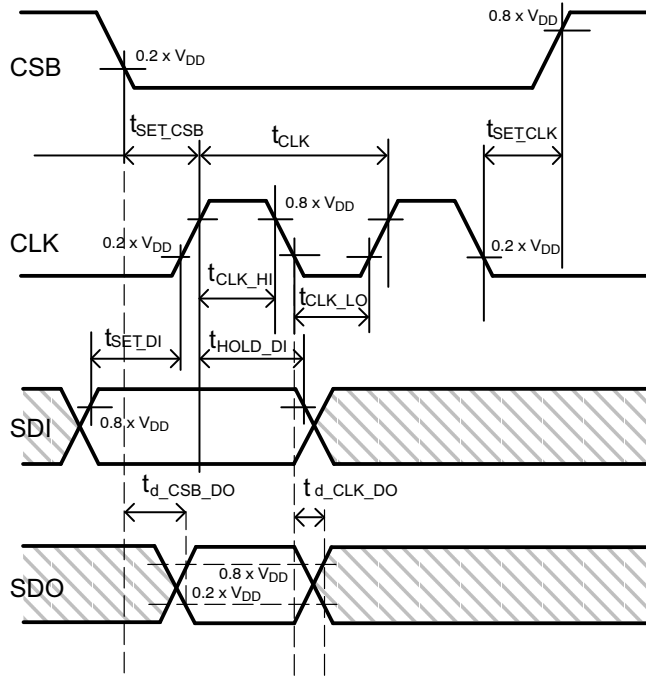 0.8 x VDD
0.2 x VDD
CSB
tSET_CSB
tCLK
tSET_CLK
0.8 x VDD
CLK
0.2 x VDD
0.2 x VDD
tCLK_HI
tCLK_LO
tSET_DI
tHOLD_DI
0.8 x VDD
SDI
td_CSB_DO
t d_CLK_DO
0.8 x VDD
SDO
0.2 x VDD